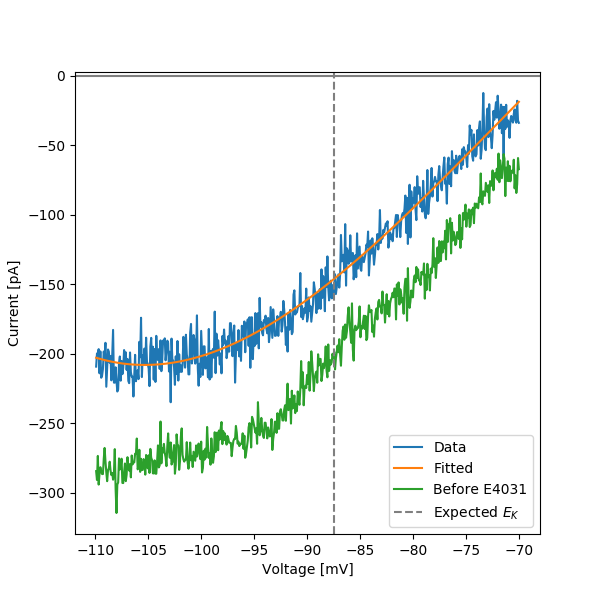 0
−50
−100
−150
−200
−250
−300
Current [pA]
−110
−105
−100
−95
−90
−85
−80
−75
−70
Voltage [mV]
Data
Fitted
Before E4031
Expected E_K